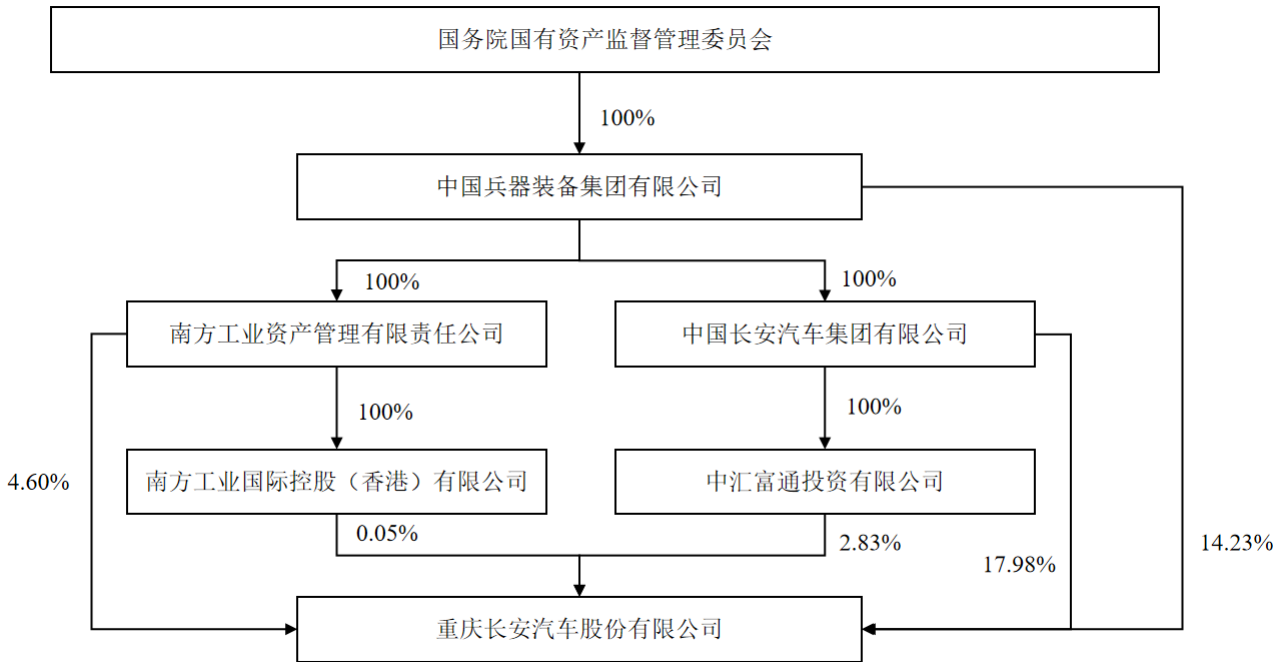 国务院国有资产监督管理委员会
100%
中国兵器装备集团有限公司
100%
100%
南方工业资产管理有限责任公司
中国长安汽车集团有限公司
100%
100%
4.60%
南方工业国际控股（香港）有限公司
中汇富通投资有限公司
0.05%
2.83%
14.23%
17.98%
重庆长安汽车股份有限公司